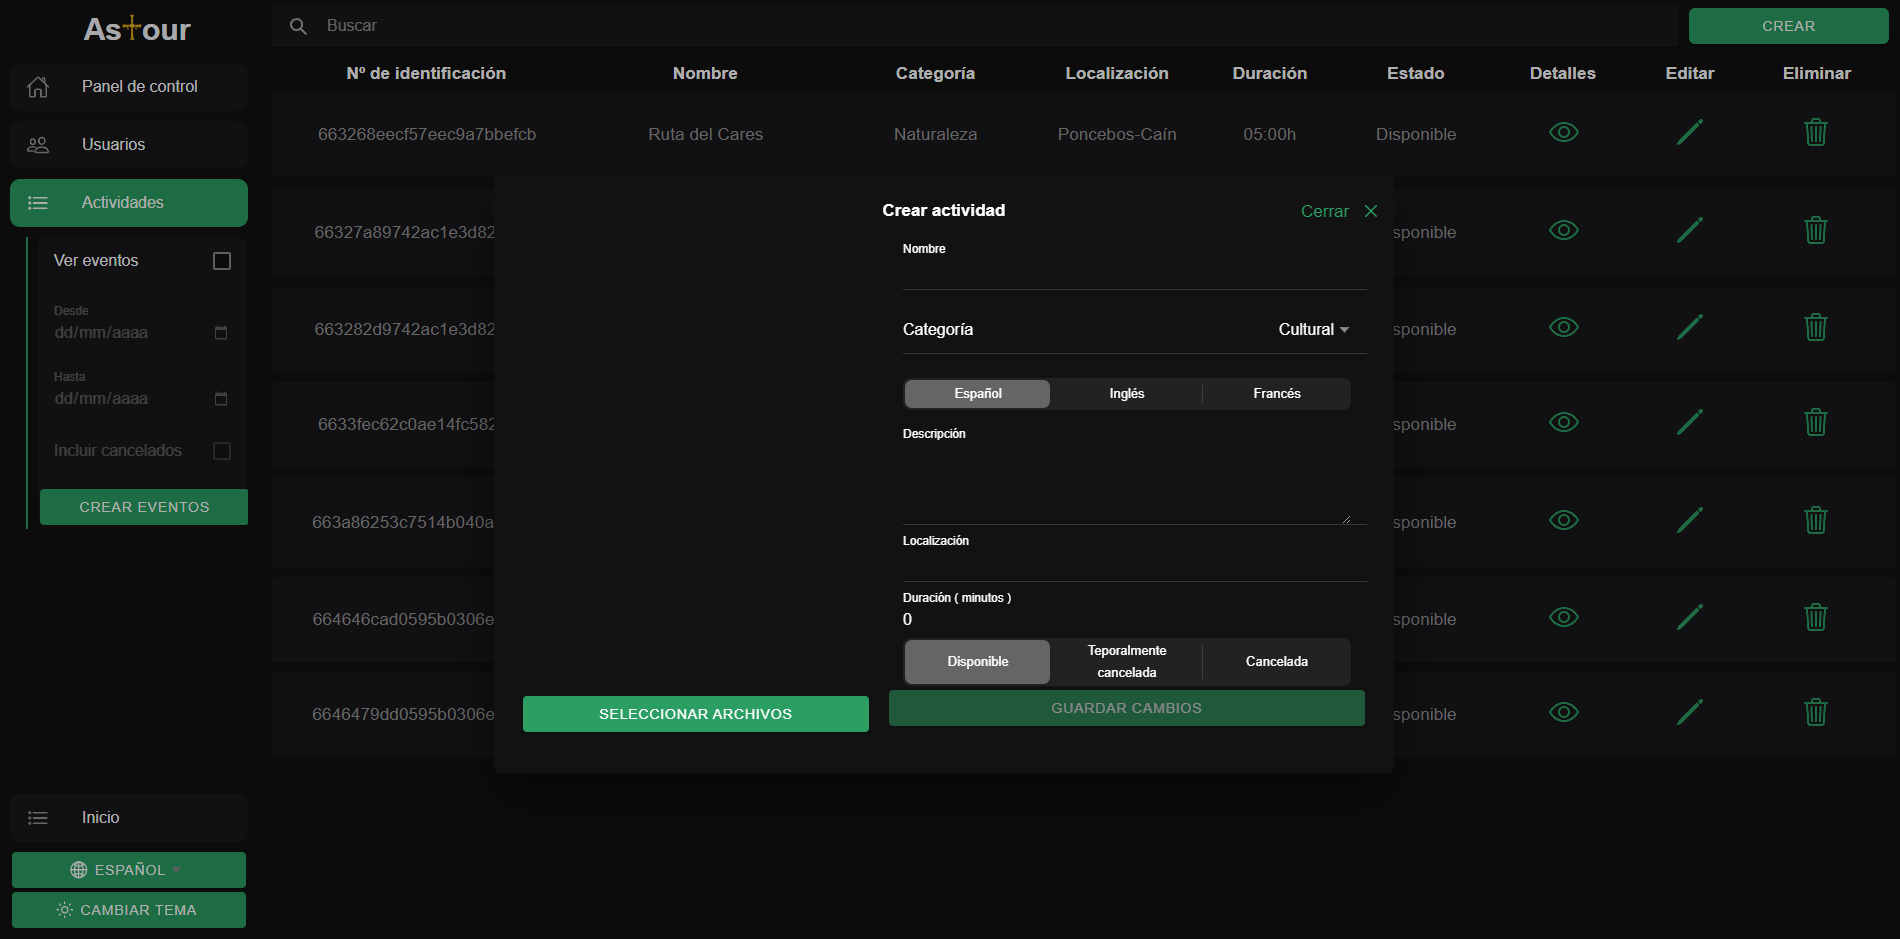 Astour
Buscar
CREAR
Panel de control
Usuarios
Actividades
Ver eventos
Desde
dd/mm/aaaa
Hasta
dd/mm/aaaa
Incluir cancelados
CREAR EVENTOS
Inicio
ESPAÑOL
CAMBIAR TEMA
Nº de identificación Nombre Categoría Localización Duración Estado Detalles Editar Eliminar
663268eecf57eec9a7bbefcb Ruta del Cares Naturaleza Poncebos-Caín 05:00h Disponible
66327a89742ac1e3d82 sponible
663282d9742ac1e3d82 sponible
6633fec62c0ae14fc582 sponible
663a86253c7514b040a sponible
664646cad0595b0306e sponible
6646479dd0595b0306e sponible
Crear actividad
Cerrar
Nombre
Categoría Cultural
Español Inglés Francés
Descripción
Localización
Duración ( minutos )
0
Disponible Teporalmente cancelada Cancelada
SELECCIONAR ARCHIVOS
GUARDAR CAMBIOS